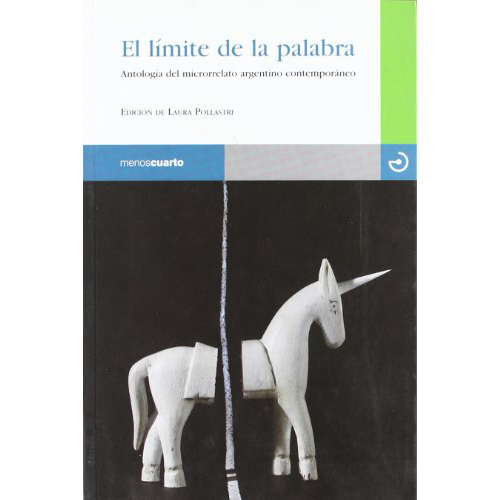 El límite de la palabra
Antología del microrrelato argentino contemporáneo
Edición de Laura Pollastri
menoscuarto